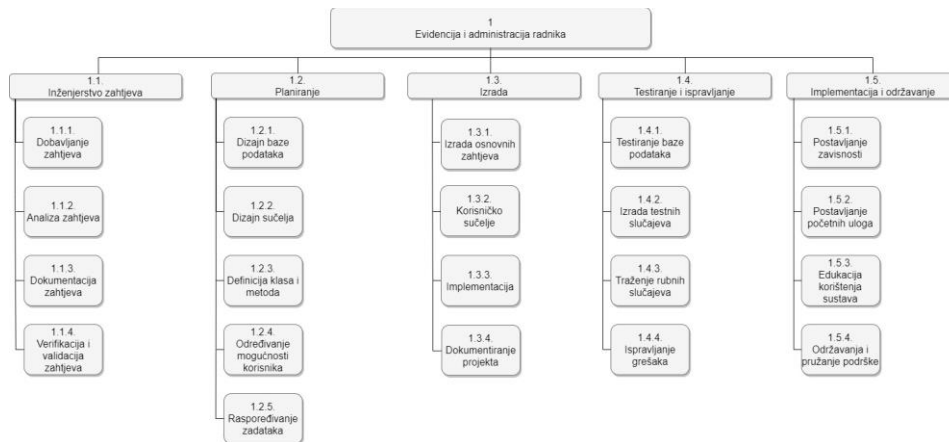 1
Evidencija i administracija radnika
1.1.
Inženjerstvo zahtjeva
1.2.
Planiranje
1.3.
Izrada
1.4.
Testiranje i ispravljanje
1.5.
Implementacija i održavanje
1.1.1.
Dobavljanje
zahtjeva
1.1.2.
Analiza zahtjeva
1.1.3.
Dokumentacija
zahtjeva
1.1.4.
Verifikacija i
validacija
zahtjeva
1.2.1.
Dizajn baze
podataka
1.2.2.
Dizajn sučelja
1.2.3.
Definicija klasa i
metoda
1.2.4.
Određivanje
mogućnosti
korisnika
1.2.5.
Raspoređivanje
zadataka
1.3.1.
Izrada osnovnih
zahtjeva
1.3.2.
Korisničko
sučelje
1.3.3.
Implementacija
1.3.4.
Dokumentiranje
projekta
1.4.1.
Testiranje baze
podataka
1.4.2.
Izrada testnih
slučajeva
1.4.3.
Traženje rubnih
slučajeva
1.4.4.
Ispravljanje
grešaka
1.5.1.
Postavljanje
zavisnosti
1.5.2.
Postavljanje
početnih uloga
1.5.3.
Edukacija
korištenja
sustava
1.5.4.
Održavanja i
pružanje podrške